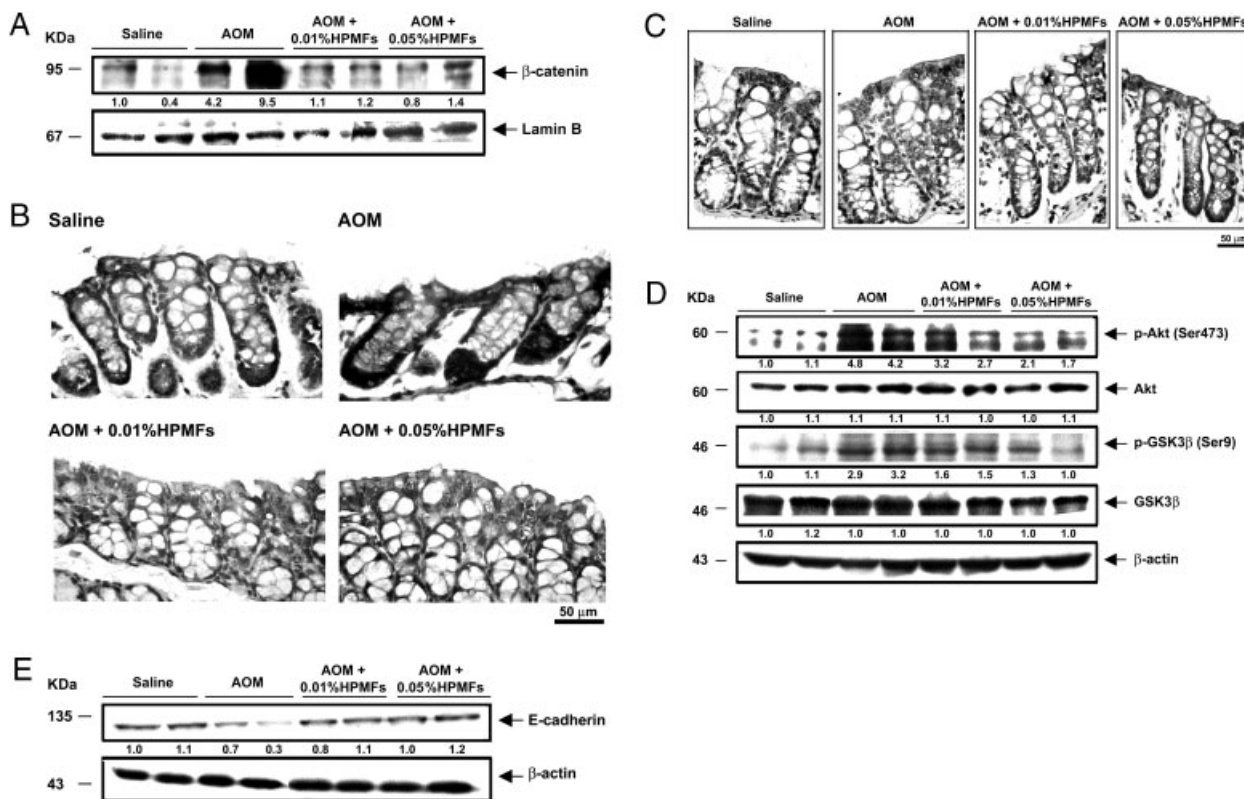 A
KDa
Saline
AOM
AOM +
0.01%HPMFs
AOM +
0.05%HPMFs
95
β-catenin
1.0 0.4 4.2 9.5 1.1 1.2 0.8 1.4
67
Lamin B
B
Saline
AOM
AOM + 0.01%HPMFs
AOM + 0.05%HPMFs
50 μm
C
Saline
AOM
AOM + 0.01%HPMFs
AOM + 0.05%HPMFs
50 μm
D
KDa
Saline
AOM
AOM +
0.01%HPMFs
AOM +
0.05%HPMFs
60
p-Akt (Ser473)
1.0 1.1 4.8 4.2 3.2 2.7 2.1 1.7
60
Akt
1.0 1.1 1.1 1.1 1.1 1.0 1.0 1.1
46
p-GSK3β (Ser9)
1.0 1.1 2.9 3.2 1.6 1.5 1.3 1.0
46
GSK3β
1.0 1.2 1.0 1.0 1.0 1.0 1.0 1.0
43
β-actin
E
KDa
Saline
AOM
AOM +
0.01%HPMFs
AOM +
0.05%HPMFs
135
E-cadherin
1.0 1.1 0.7 0.3 0.8 1.1 1.0 1.2
43
β-actin